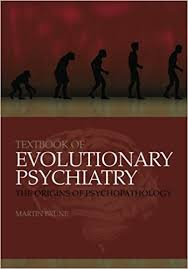 TEXTBOOK OF
EVOLUTIONARY
PSYCHIATRY
THE ORIGINS OF PSYCHOPATHOLOGY
MARTIN BRÜNE